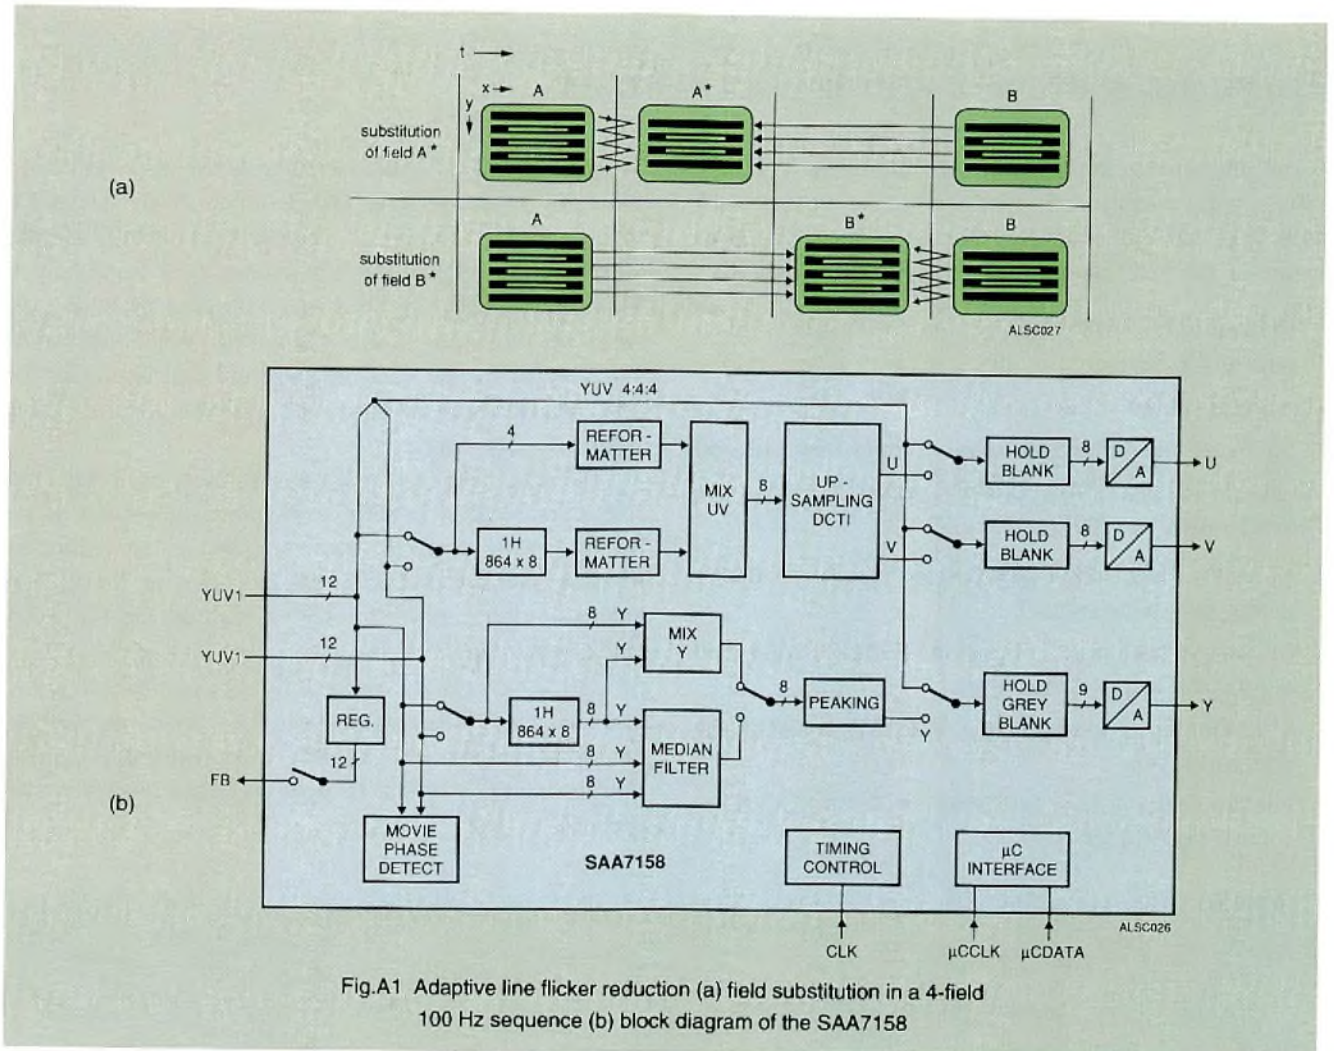 t
x
y
A
A*
B
substitution
of field A*
(a)
A
B*
B
substitution
of field B*
ALSC027
YUV 4:4:4
4
REFOR-
MATTER
MIX
UV
8
UP-
SAMPLING
DCTI
U
V
HOLD
BLANK
8
D
A
U
1H
864 x 8
REFOR-
MATTER
HOLD
BLANK
8
D
A
V
YUV1
12
YUV1
12
8
Y
Y
MIX
Y
REG.
12
FB
1H
864 x 8
8
Y
8
Y
8
Y
MEDIAN
FILTER
8
PEAKING
Y
HOLD
GREY
BLANK
9
D
A
Y
(b)
MOVIE
PHASE
DETECT
SAA7158
TIMING
CONTROL
µC
INTERFACE
ALSC026
CLK
µCCLK
µCDATA
Fig.A1 Adaptive line flicker reduction (a) field substitution in a 4-field
100 Hz sequence (b) block diagram of the SAA7158